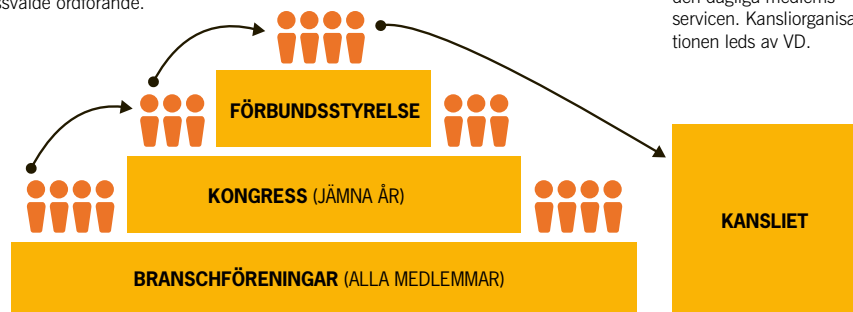 svalde ordförande.
den dagliga medlems-
servicen. Kansliorganisa
tionen leds av VD.
FÖRBUNDSSTYRELSE
KONGRESS (JÄMNA ÅR)
KANSLIET
BRANSCHFÖRENINGAR (ALLA MEDLEMMAR)